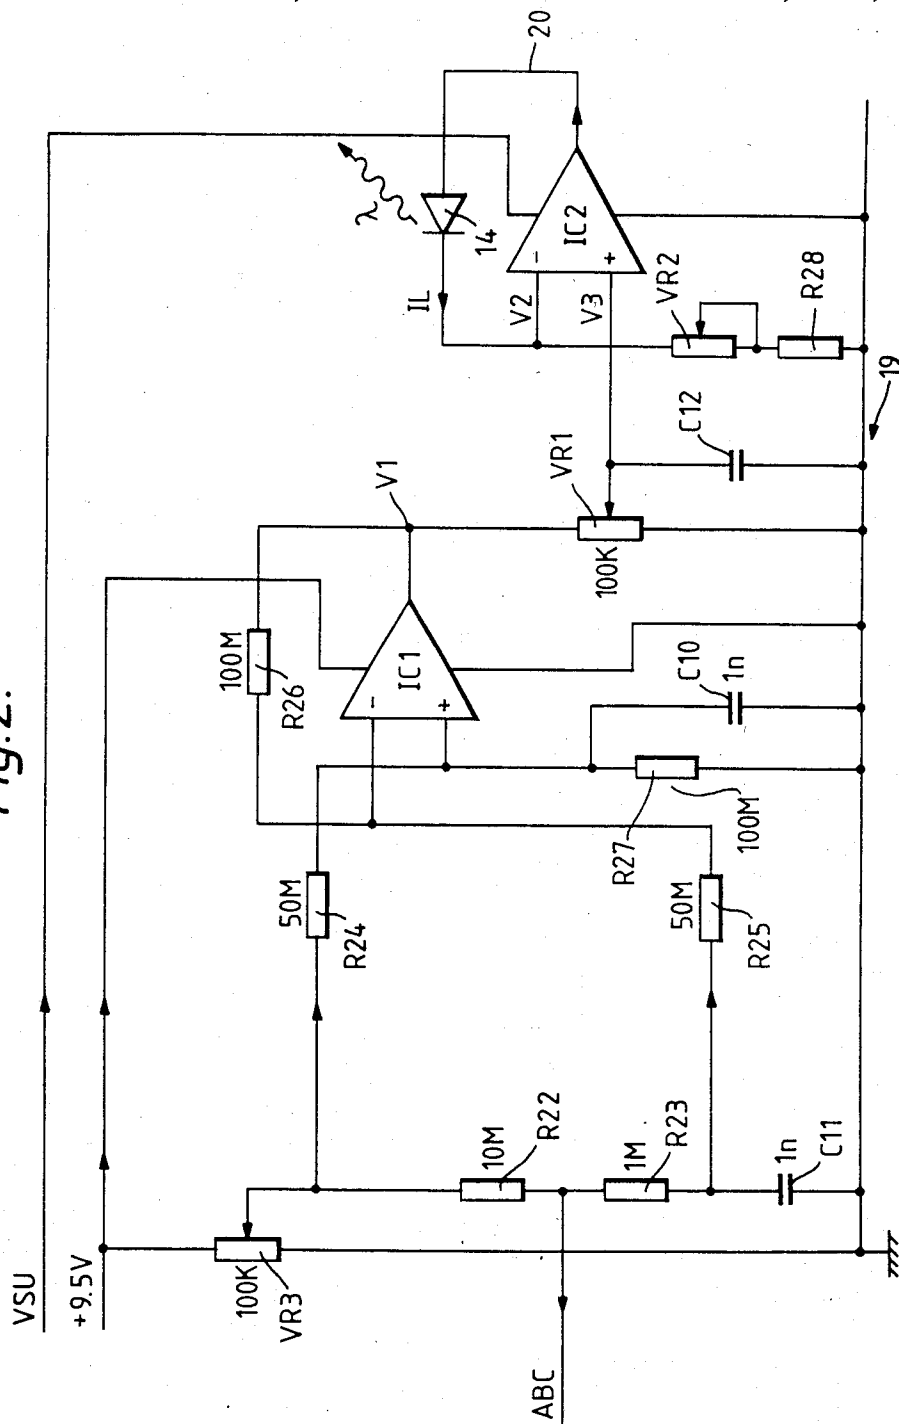 Fig.2.
VSU
+9.5V
100K
VR3
ABC
10M
R22
1M
R23
1n
C11
50M
R24
50M
R25
100M
R26
IC1
-
+
R27
100M
C10
1n
V1
VR1
100K
C12
19
λ
14
IL
V2
V3
IC2
-
+
VR2
R28
20